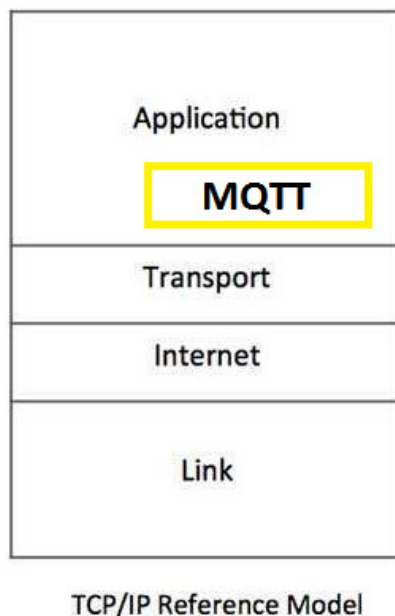 Application
MQTT
Transport
Internet
Link
TCP/IP Reference Model